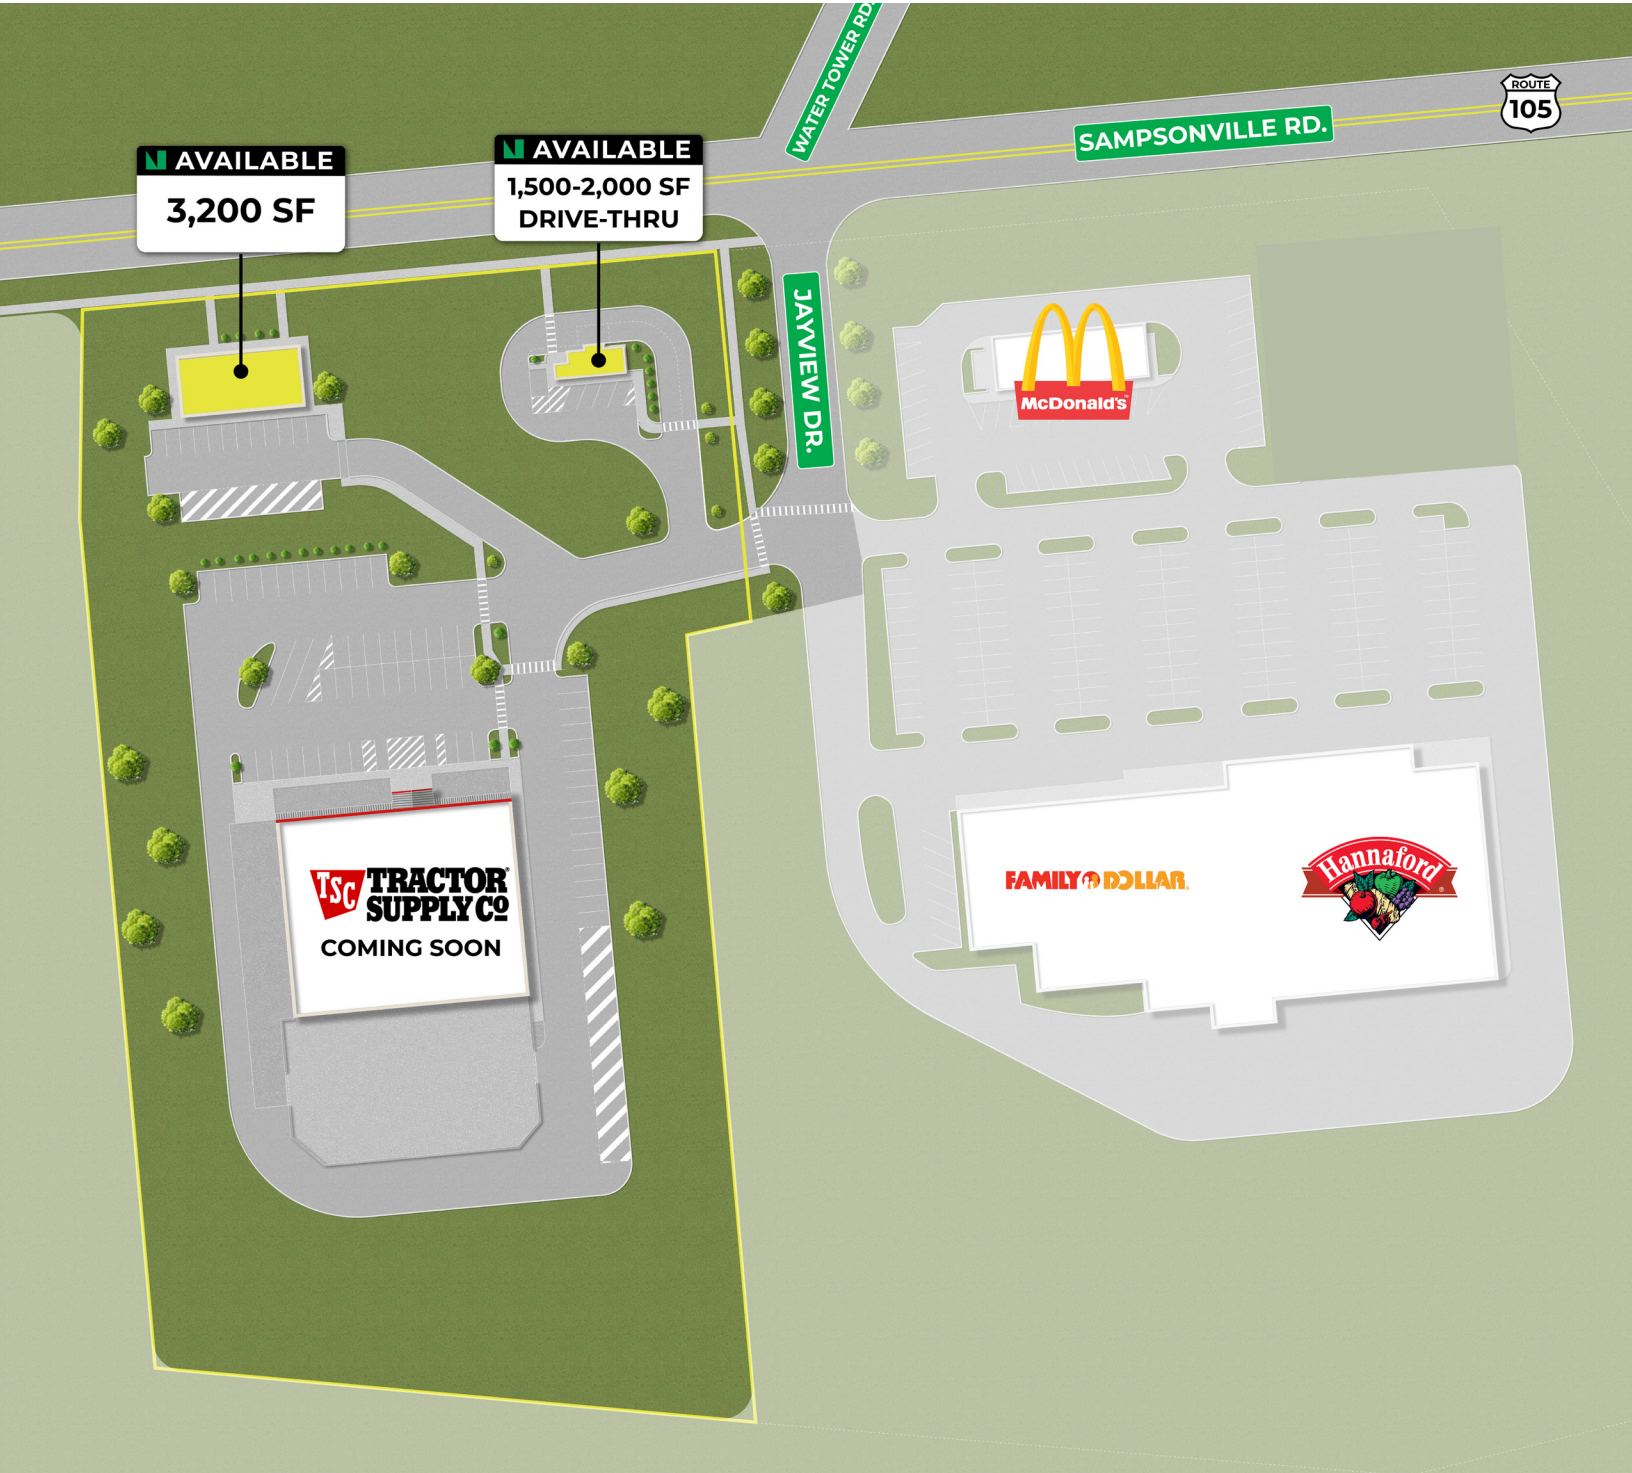 WATER TOWER RD.
ROUTE
105
SAMPSONVILLE RD.
AVAILABLE
3,200 SF
AVAILABLE
1,500-2,000 SF
DRIVE-THRU
JAYVIEW DR.
McDonald's
TSC TRACTOR
SUPPLY CO
COMING SOON
FAMILY DOLLAR
Hannaford